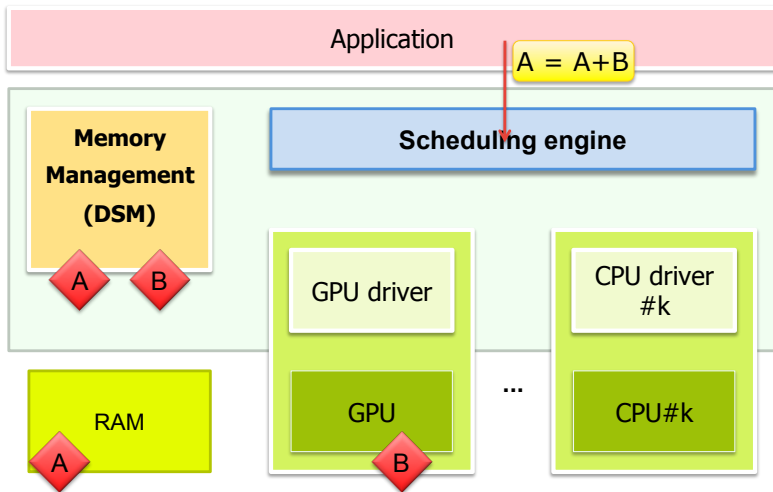 Application
A = A+B
Memory
Management
(DSM)
Scheduling engine
A
B
GPU driver
CPU driver
#k
RAM
A
GPU
B
...
CPU#k